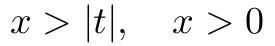 x > |t|, x > 0